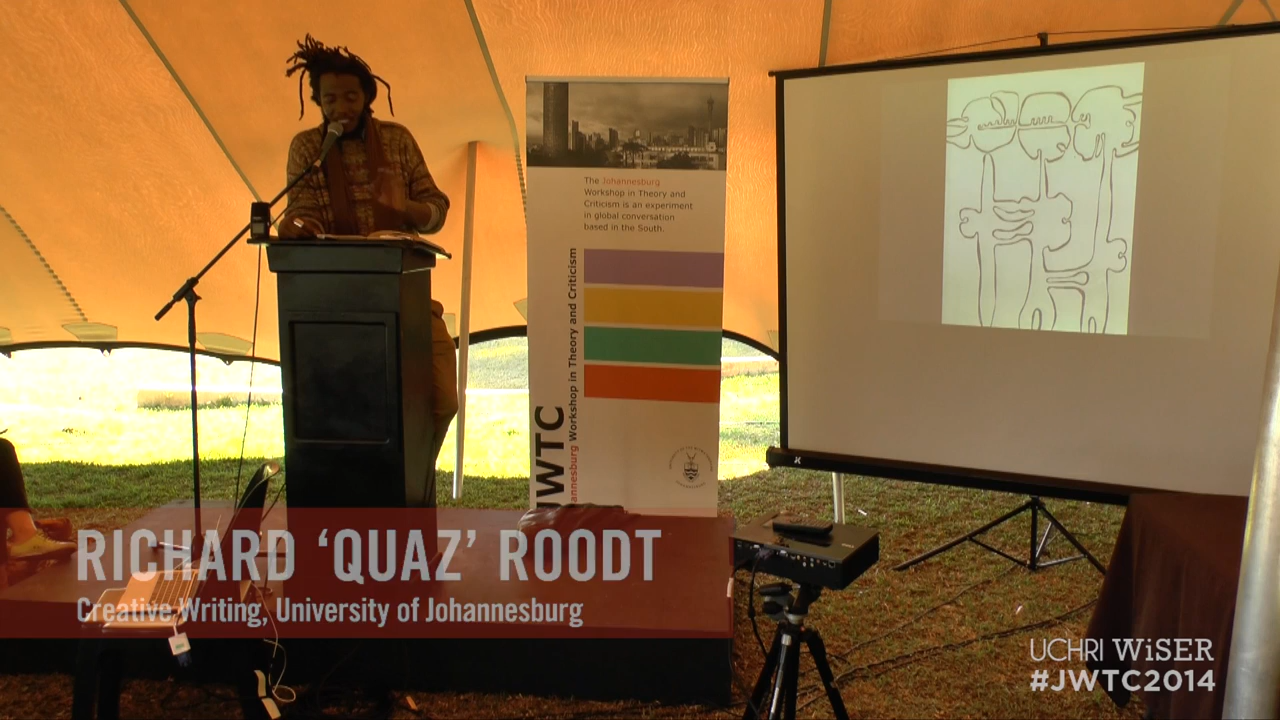 The Johannesburg
Workshop in Theory and
Criticism is an experiment
in global conversation
based in the South.
JWTC
annesburg Workshop in Theory and Criticism
RICHARD ‘QUAZ’ ROODT
Creative Writing, University of Johannesburg
UCHRI WiSER
#JWTC2014